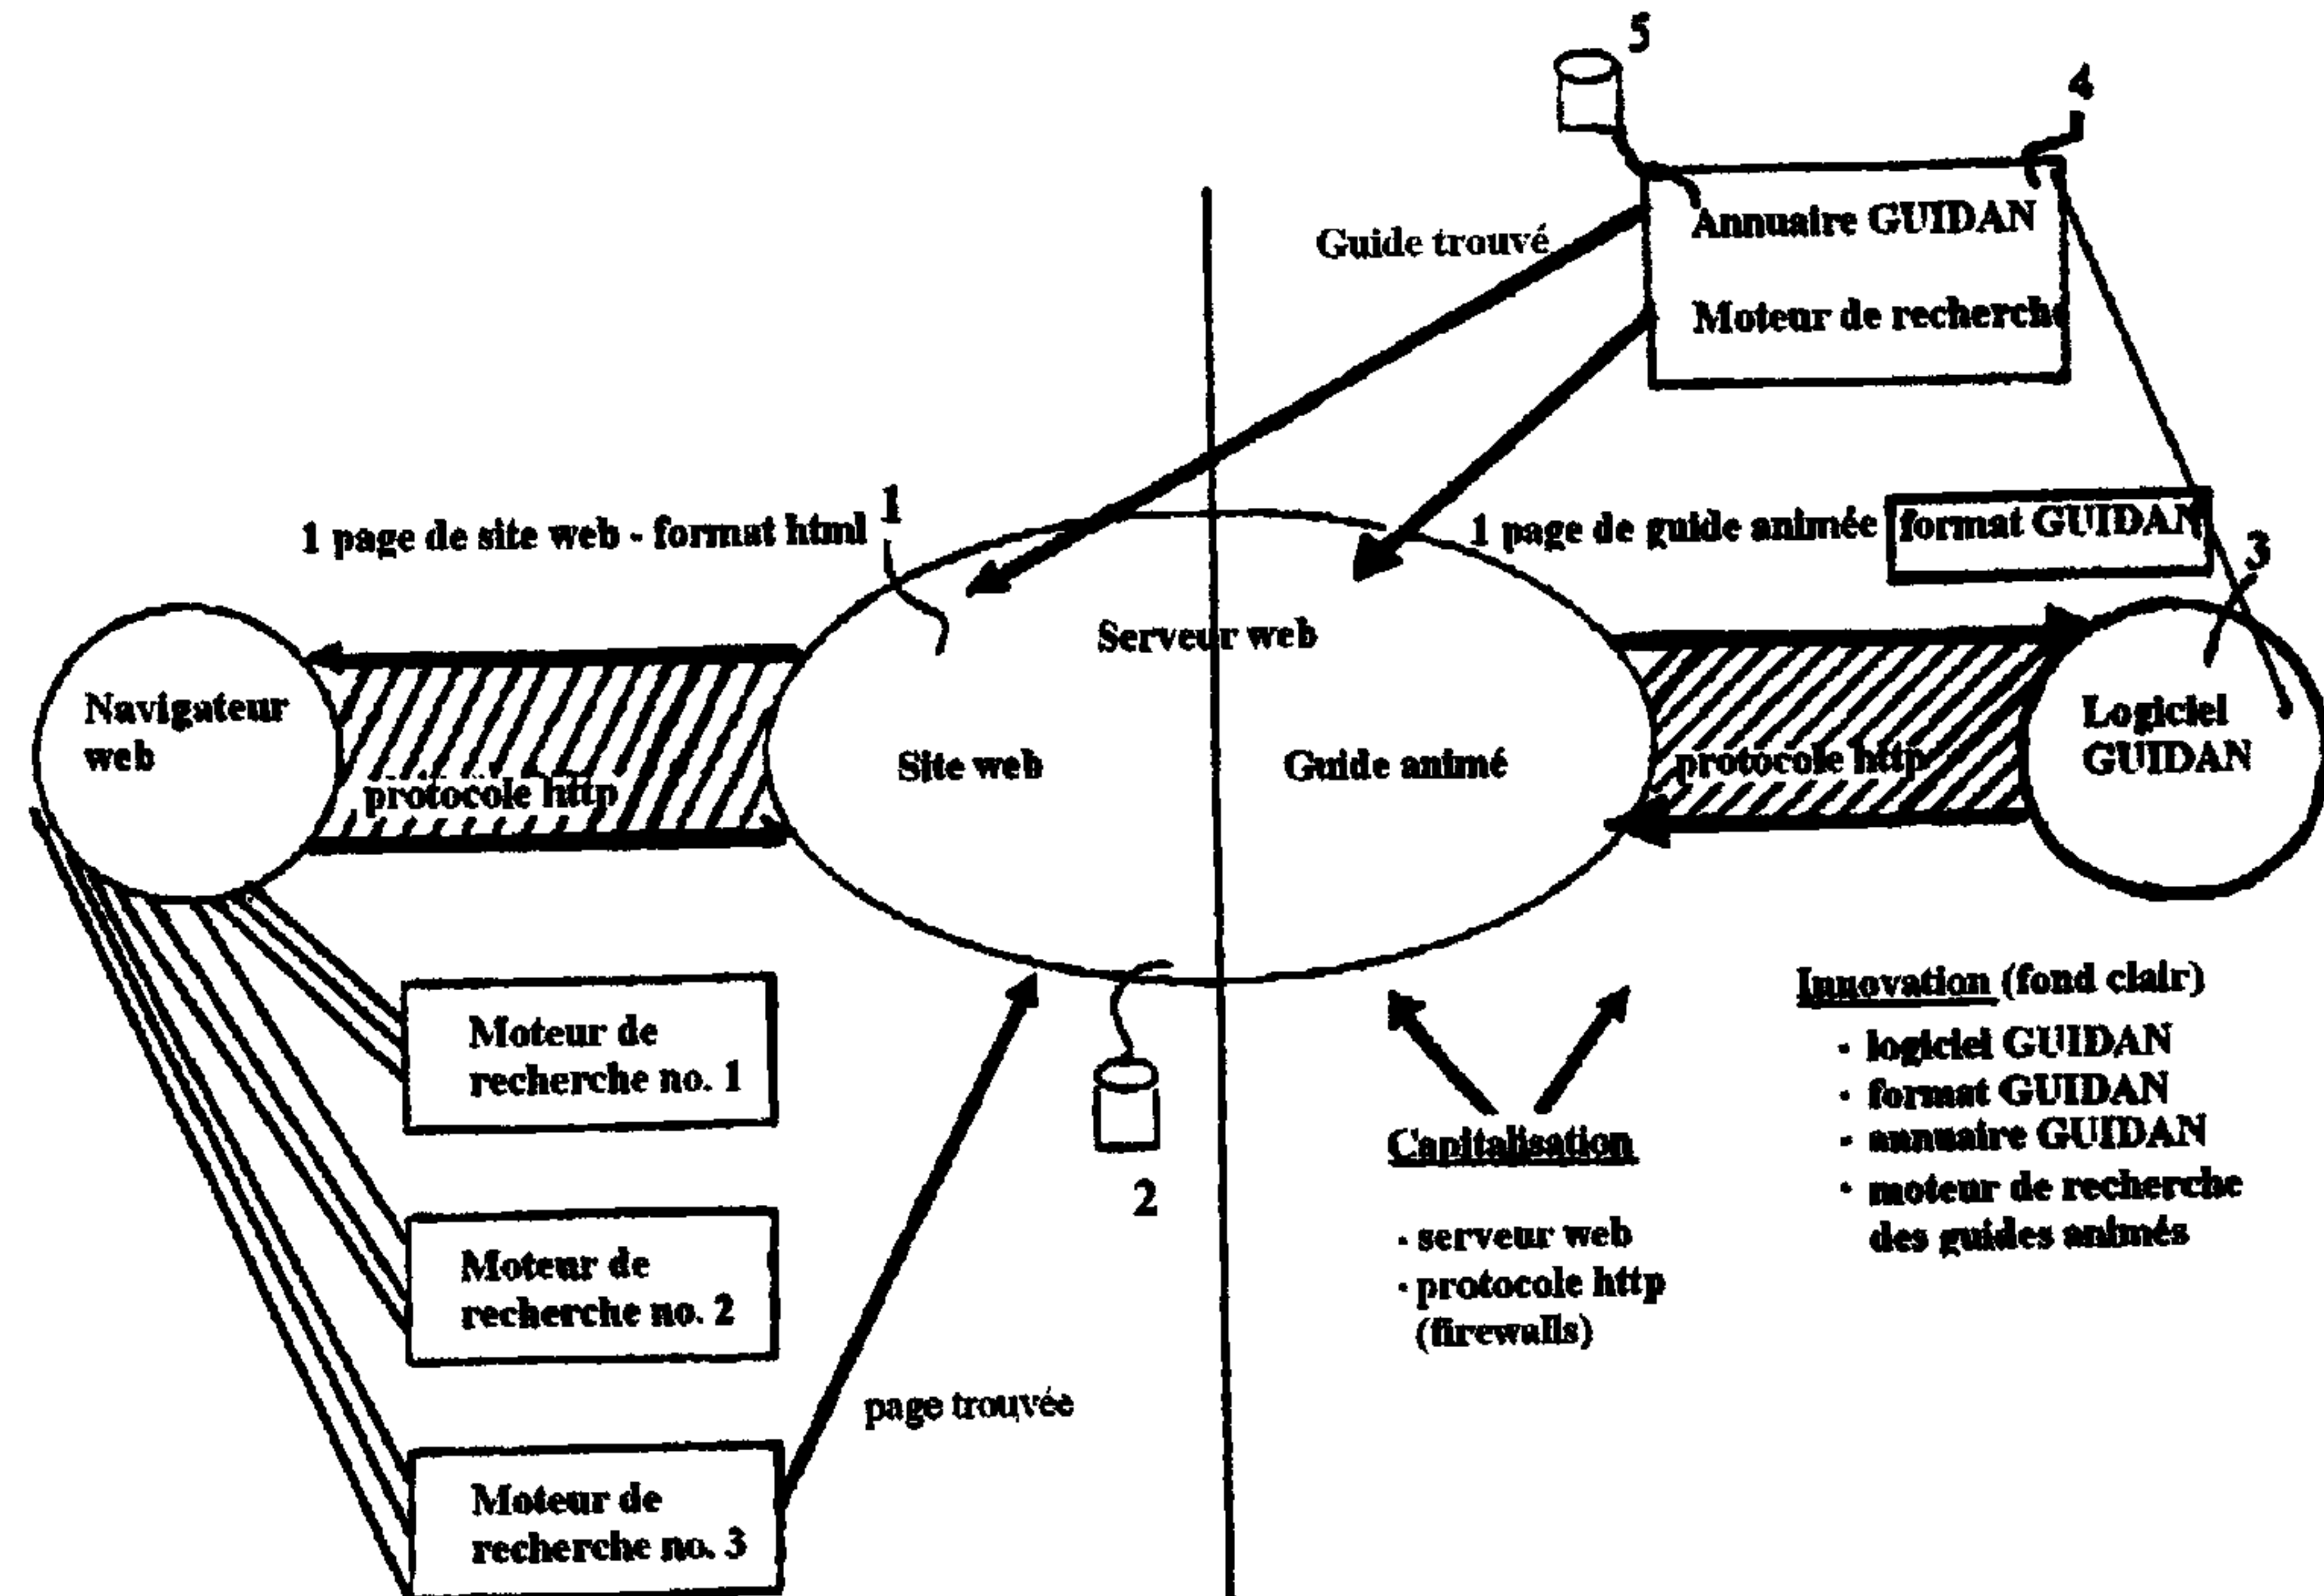 5
4
Annuaire GUIDAN
Guide trouvé
Moteur de recherche
1
1 page de site web - format html
1 page de guide animée format GUIDAN
3
Serveur web
Navigateur
web
Logiciel
GUIDAN
Site web
Guide animé
protocole http
protocole http
Moteur de
recherche no. 1
2
Capitalisation
- serveur web
- protocole http
(firewalls)
Innovation (fond clair)
- logiciel GUIDAN
- format GUIDAN
- annuaire GUIDAN
- moteur de recherche
des guides animés
Moteur de
recherche no. 2
page trouvée
Moteur de
recherche no. 3